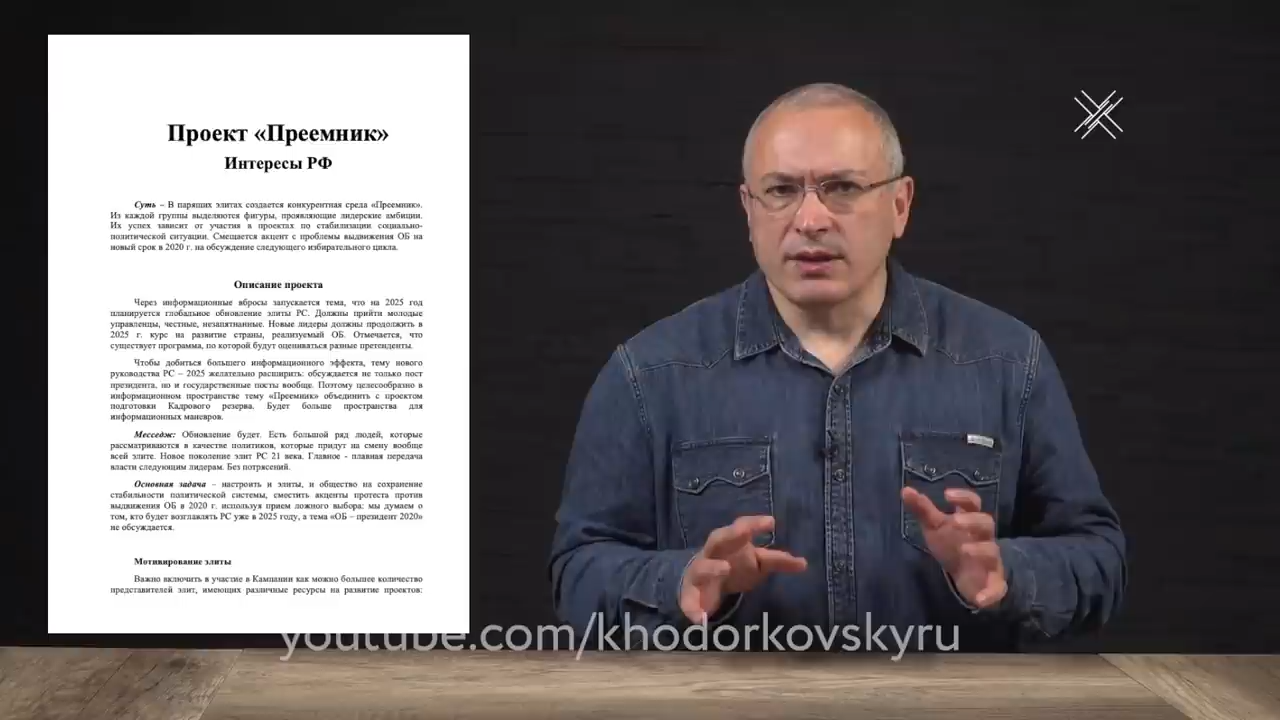 Проект «Преемник»
Интересы РФ
Суть – В парящих элитах создается конкурентная среда «Преемник».
Из каждой группы выделяются фигуры, проявляющие лидерские амбиции.
Их успех зависит от участия в проектах по стабилизации социально-
политической ситуации. Смещается акцент с проблемы выдвижения ОБ на
новый срок в 2020 г. на обсуждение следующего избирательного цикла.
Описание проекта
Через информационные вбросы запускается тема, что на 2025 год
планируется глобальное обновление элиты РС. Должны прийти молодые
управленцы, честные, незапятнанные. Новые лидеры должны продолжить в
2025 г. курс на развитие страны, реализуемый ОБ. Отмечается, что
существует программа, по которой будут оцениваться разные претенденты.
Чтобы добиться большего информационного эффекта, тему нового
руководства РС – 2025 желательно расширить: обсуждается не только пост
президента, но и государственные посты вообще. Поэтому целесообразно в
информационном пространстве тему «Преемник» объединить с проектом
подготовки Кадрового резерва. Будет больше пространства для
информационных маневров.
Месседж: Обновление будет. Есть большой ряд людей, которые
рассматриваются в качестве политиков, которые придут на смену вообще
всей элите. Новое поколение элит РС 21 века. Главное - плавная передача
власти следующим лидерам. Без потрясений.
Основная задача – настроить и элиты, и общество на сохранение
стабильности политической системы, сместить акценты протеста против
выдвижения ОБ в 2020 г. используя прием ложного выбора: мы думаем о
том, кто будет возглавлять РС уже в 2025 году, а тема «ОБ – президент 2020»
не обсуждается.
Мотивирование элиты
Важно включить в участие в Кампании как можно большее количество
представителей элит, имеющих различные ресурсы на развитие проектов:
youtube.com/khodorkovskyru